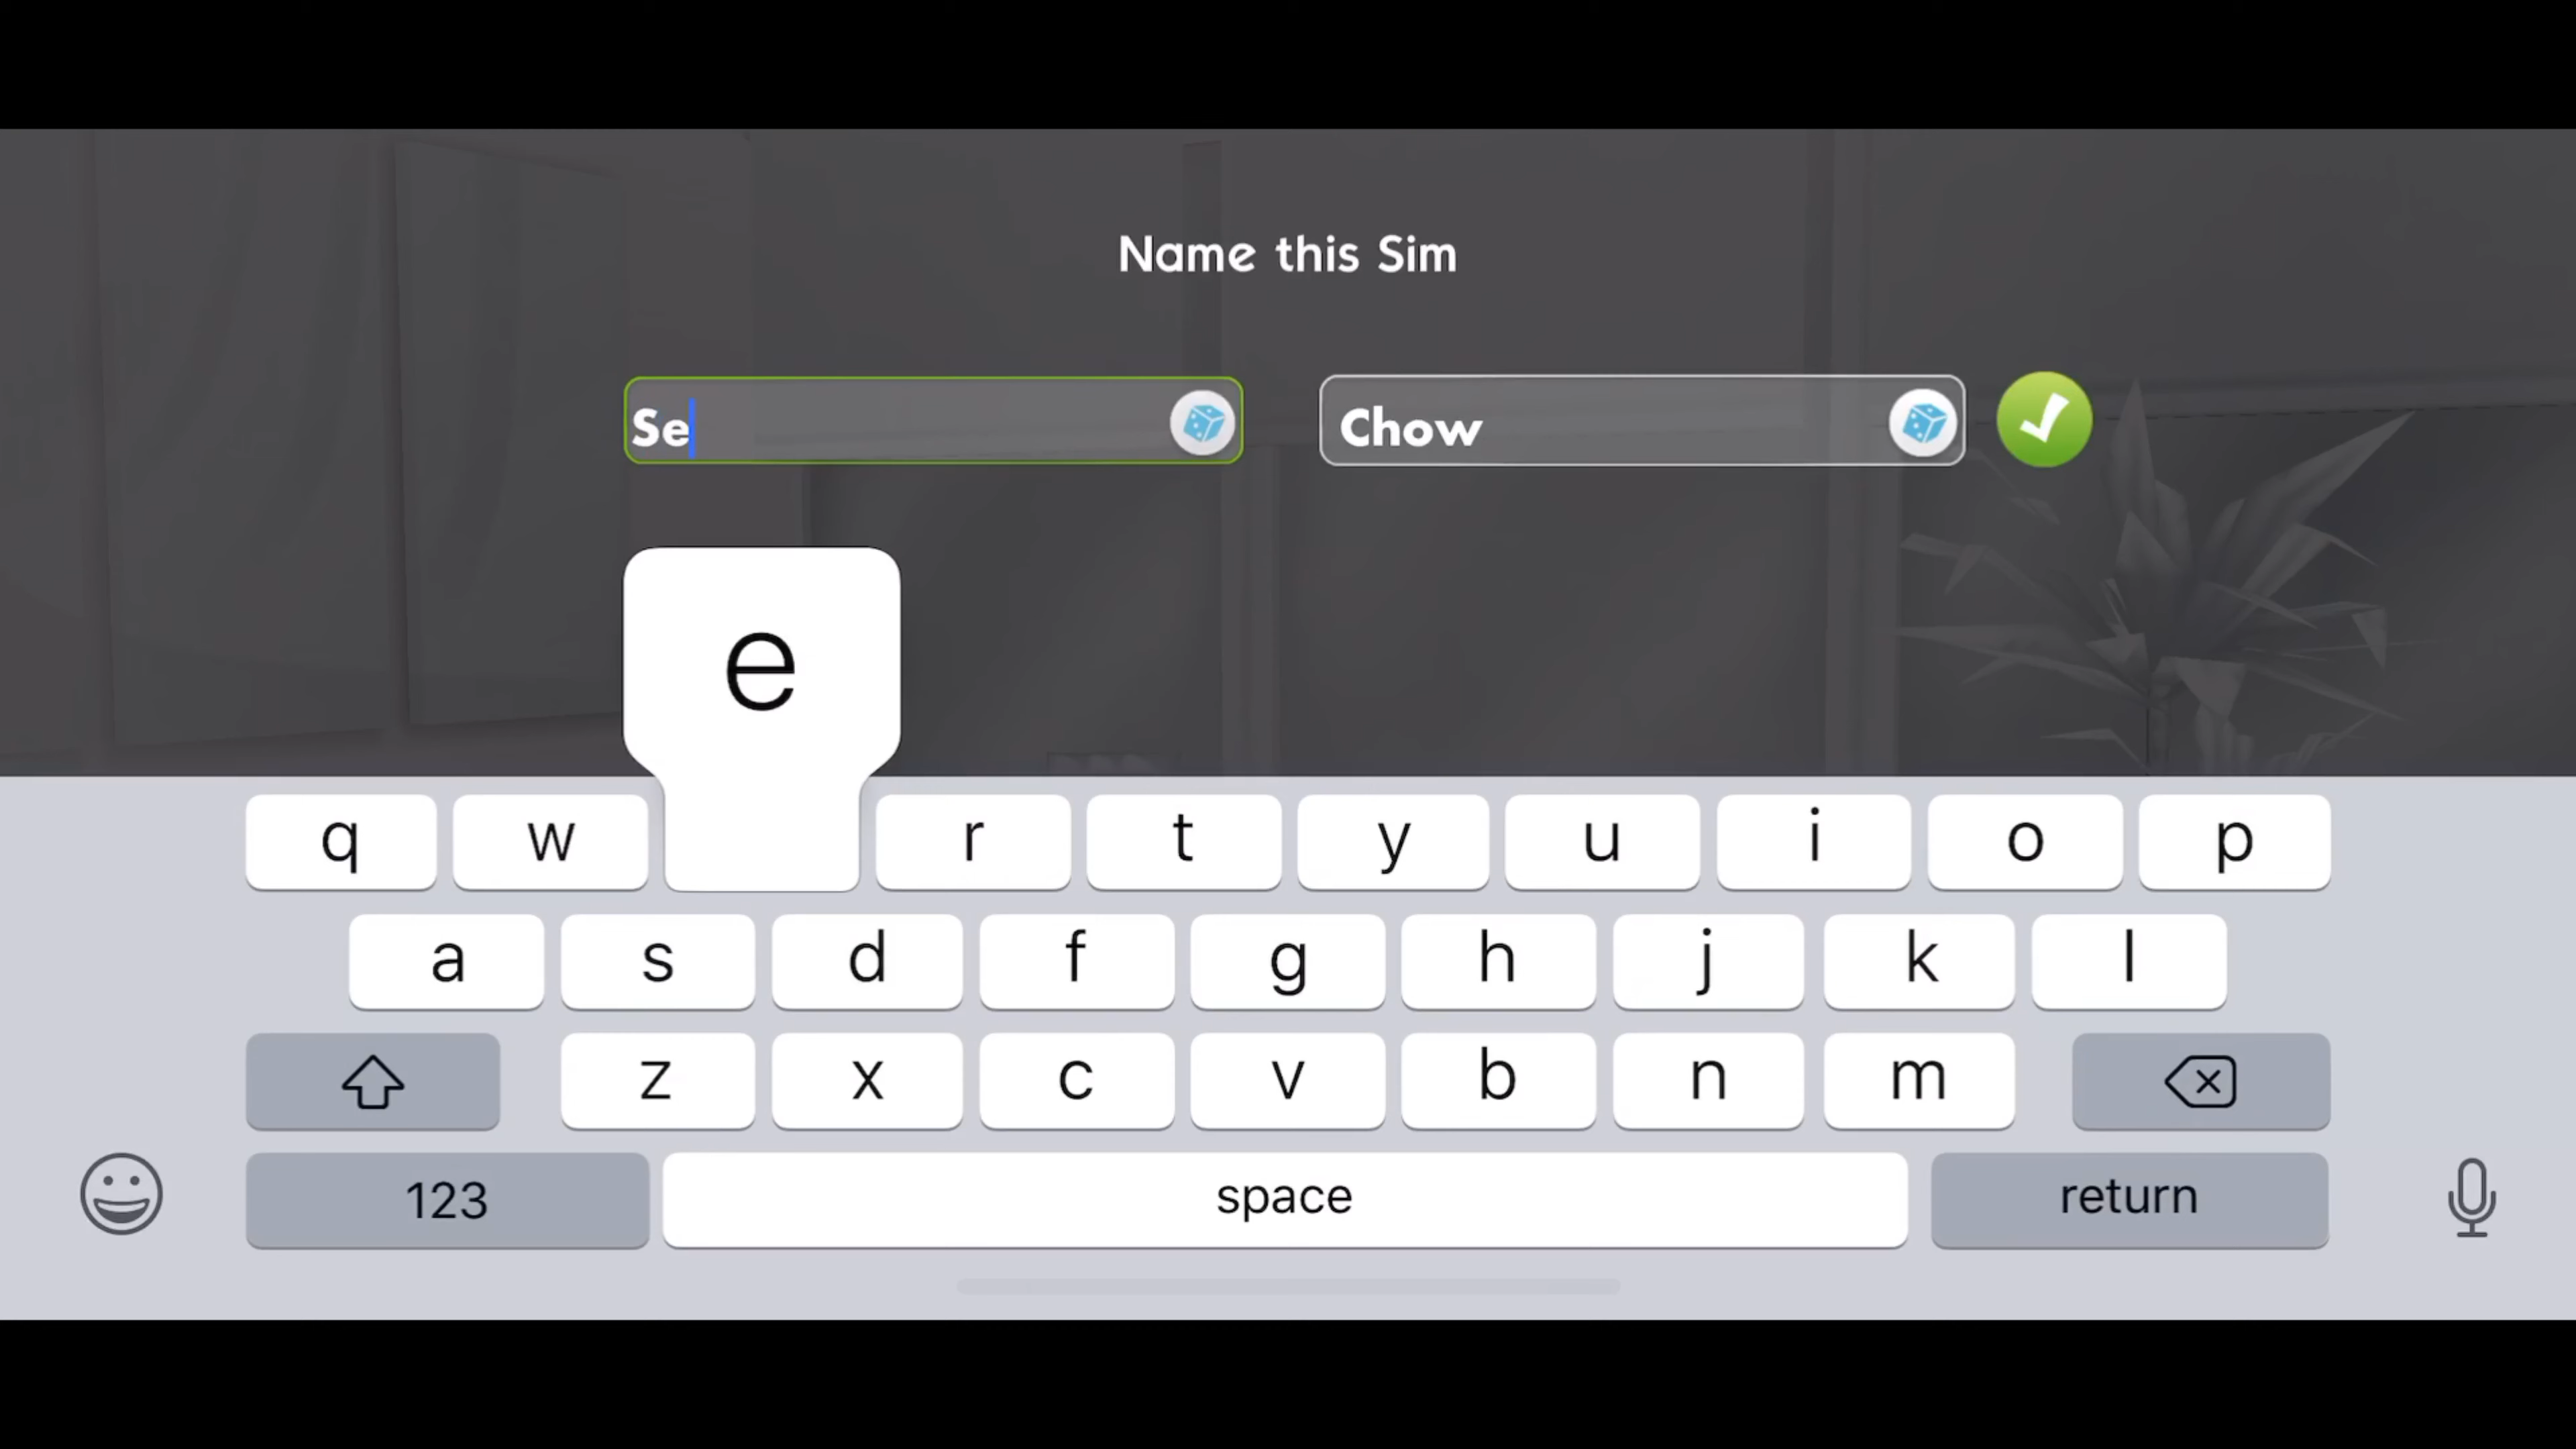 Name this Sim
Se Chow
e
q w r t y u i o p
a s d f g h j k l
z x c v b n m
123 space return